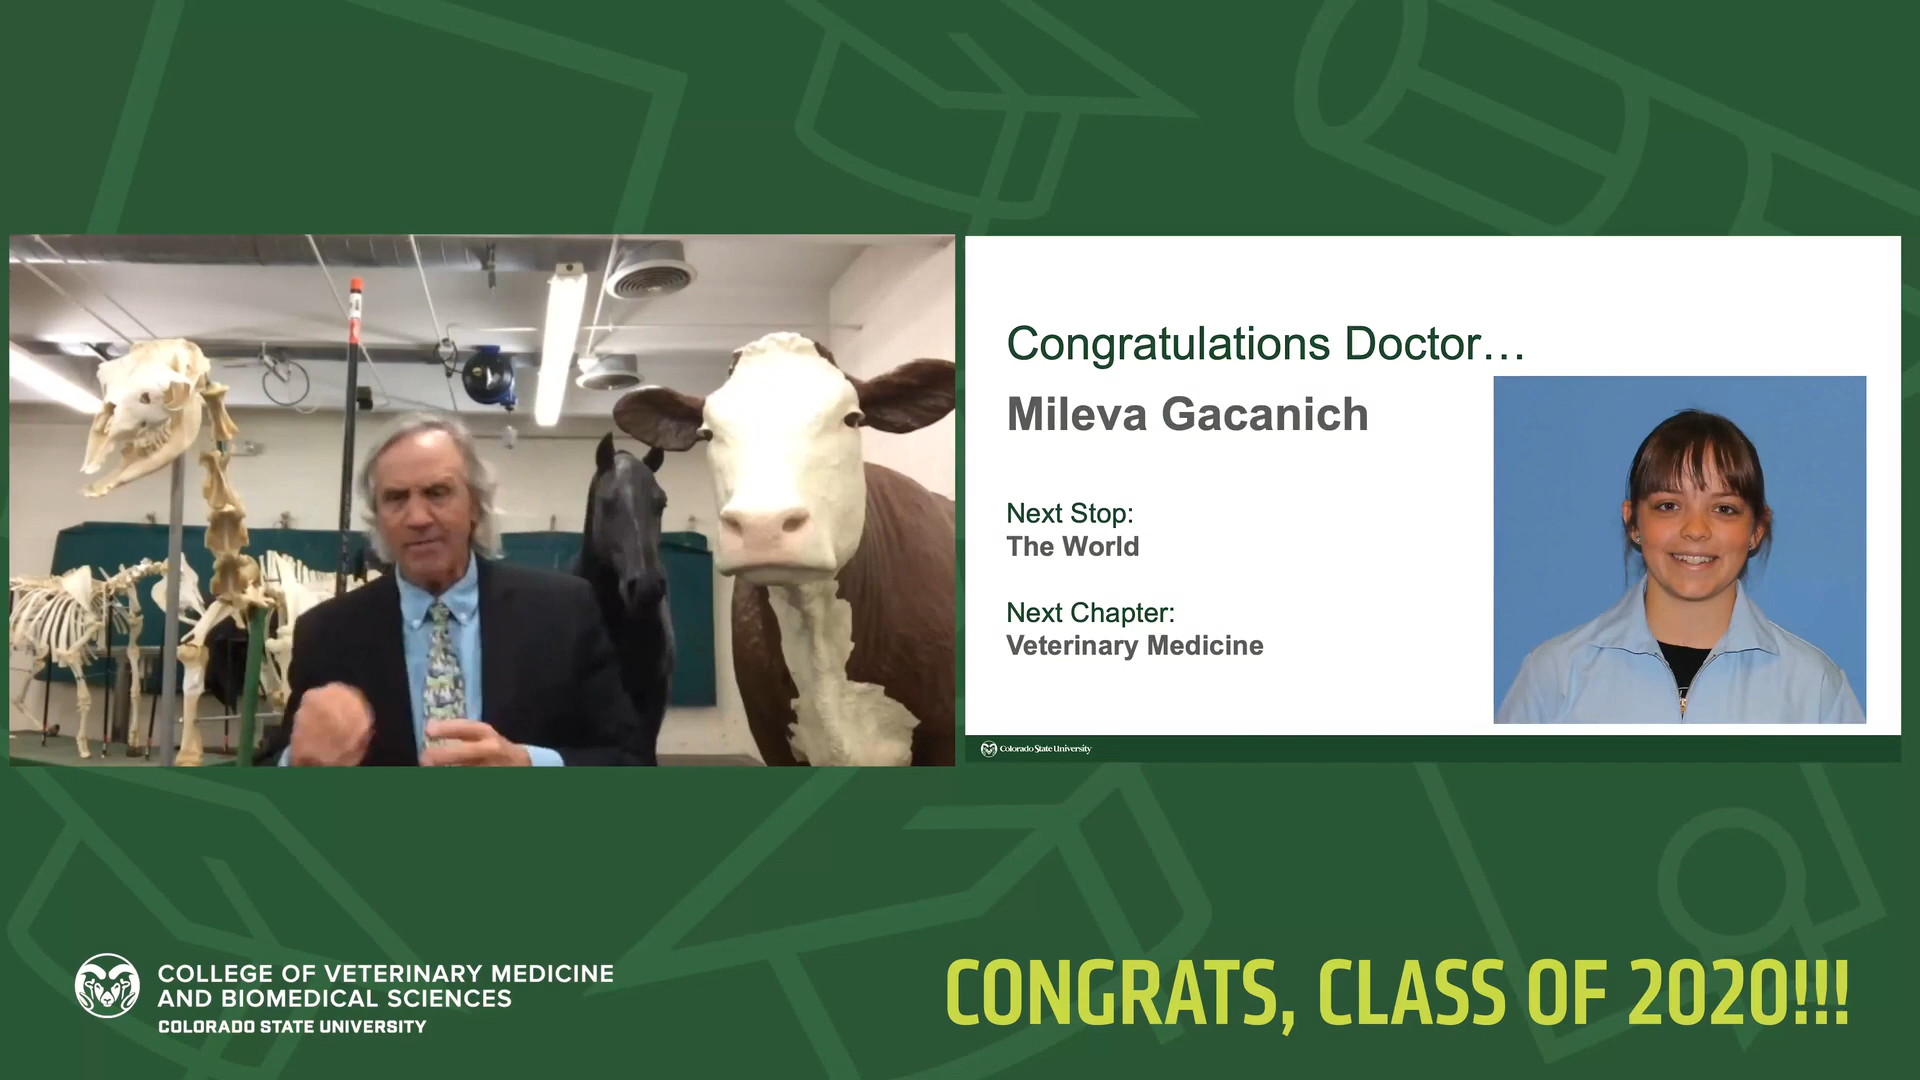 Congratulations Doctor…
Mileva Gacanich
Next Stop:
The World
Next Chapter:
Veterinary Medicine
Colorado State University
COLLEGE OF VETERINARY MEDICINE
AND BIOMEDICAL SCIENCES
COLORADO STATE UNIVERSITY
CONGRATS, CLASS OF 2020!!!